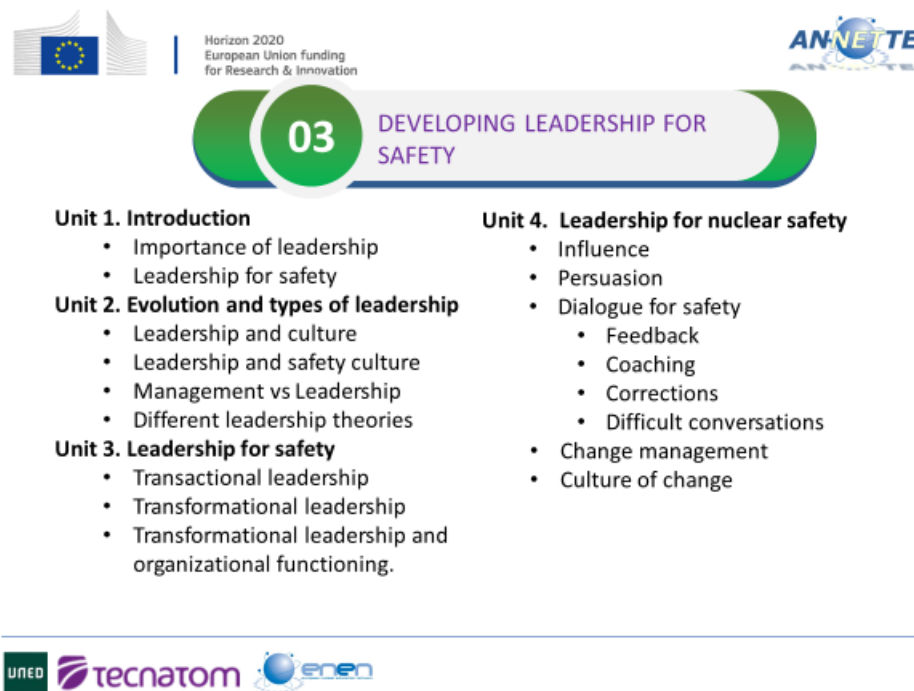 Horizon 2020
European Union funding
for Research & Innovation
ANNETTE
03
DEVELOPING LEADERSHIP FOR
SAFETY
Unit 1. Introduction
• Importance of leadership
• Leadership for safety
Unit 2. Evolution and types of leadership
• Leadership and culture
• Leadership and safety culture
• Management vs Leadership
• Different leadership theories
Unit 3. Leadership for safety
• Transactional leadership
• Transformational leadership
• Transformational leadership and
organizational functioning.
Unit 4. Leadership for nuclear safety
• Influence
• Persuasion
• Dialogue for safety
• Feedback
• Coaching
• Corrections
• Difficult conversations
• Change management
• Culture of change
UNED
tecnatom
enen